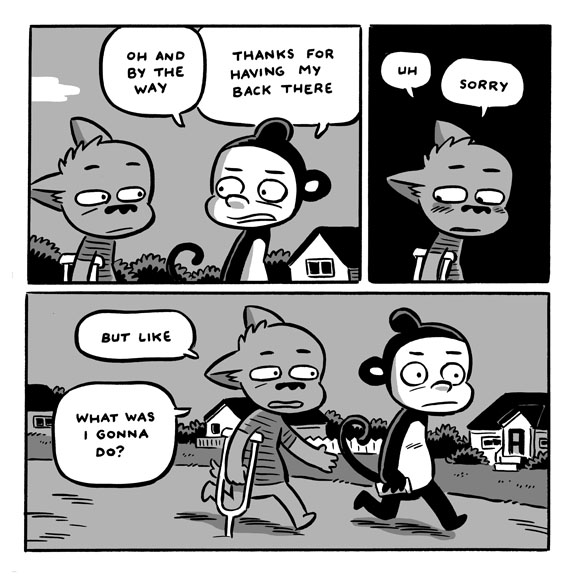 OH AND
BY THE
WAY
THANKS FOR
HAVING MY
BACK THERE
UH
SORRY
BUT LIKE
WHAT WAS
I GONNA
DO?